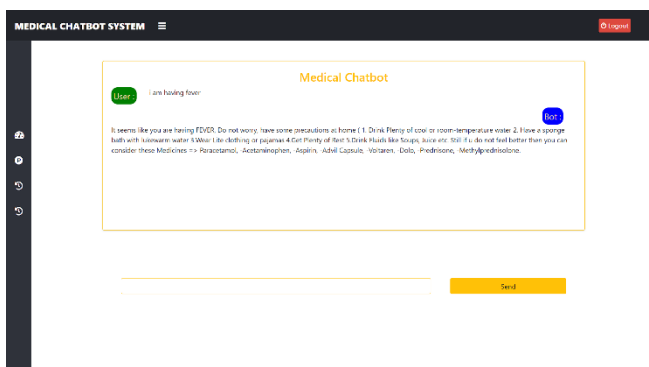 MEDICAL CHATBOT SYSTEM
Logout
Medical Chatbot
User :
I am having fever
Bot :
It seems like you are having FEVER. Do not worry, have some precautions at home ( 1. Drink Plenty of cool or room-temperature water 2. Have a sponge
bath with lukewarm water 3.Wear Lite clothing or pajamas 4.Get Plenty of Rest 5.Drink Fluids like Soups, Juice etc. Still if u do not feel better then you can
consider these Medicines => Paracetamol, -Acetaminophen, -Aspirin, -Advil Capsule, -Voltaren, -Dolo, -Prednisone, -Methylprednisolone.
Send